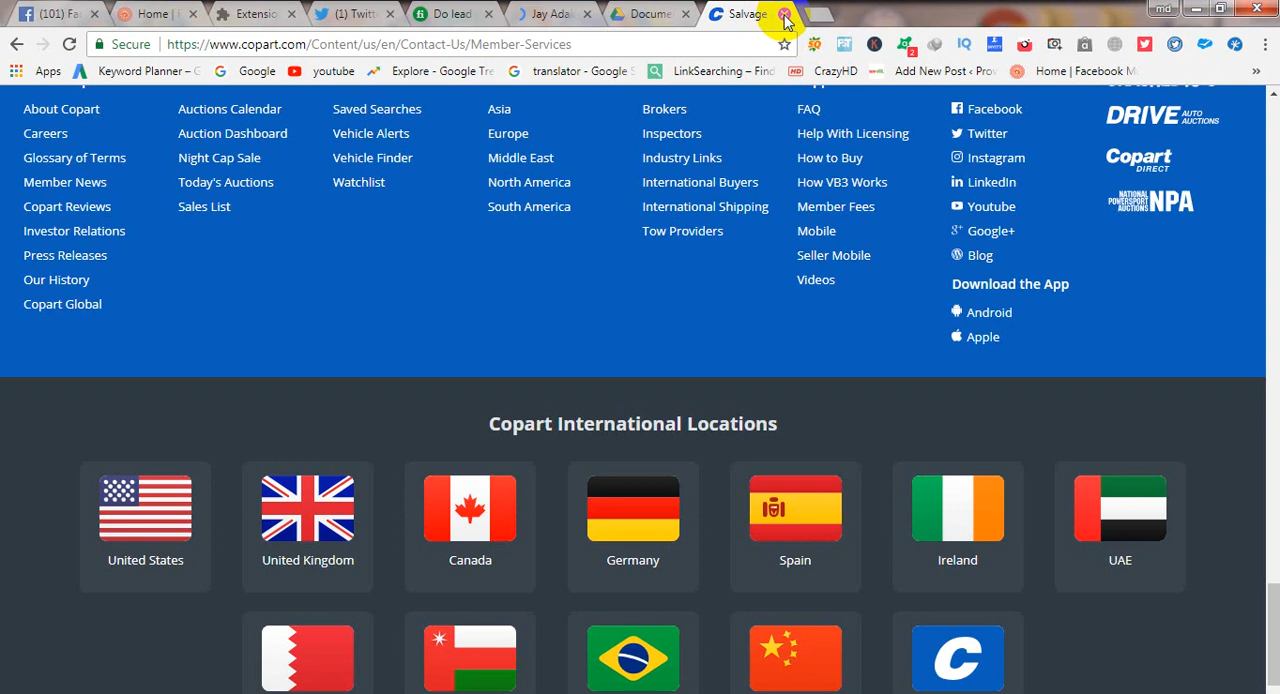 (101) Fa
Home | F
Extensio
(1) Twitt
Do lead
Jay Adal
Docume
Salvage
md
Secure
https://www.copart.com/Content/us/en/Contact-Us/Member-Services
Apps
Keyword Planner – G
Google
youtube
Explore - Google Tre
translator - Google S
LinkSearching – Find
HD
CrazyHD
Add New Post ‹ Prov
Home | Facebook M
»
About Copart
Careers
Glossary of Terms
Member News
Copart Reviews
Investor Relations
Press Releases
Our History
Copart Global
Auctions Calendar
Auction Dashboard
Night Cap Sale
Today's Auctions
Sales List
Saved Searches
Vehicle Alerts
Vehicle Finder
Watchlist
Asia
Europe
Middle East
North America
South America
Brokers
Inspectors
Industry Links
International Buyers
International Shipping
Tow Providers
FAQ
Help With Licensing
How to Buy
How VB3 Works
Member Fees
Mobile
Seller Mobile
Videos
Facebook
Twitter
Instagram
LinkedIn
Youtube
Google+
Blog
Download the App
Android
Apple
DRIVE AUTO AUCTIONS
Copart DIRECT
NATIONAL POWERSPORT AUCTIONS NPA
Copart International Locations
United States
United Kingdom
Canada
Germany
Spain
Ireland
UAE